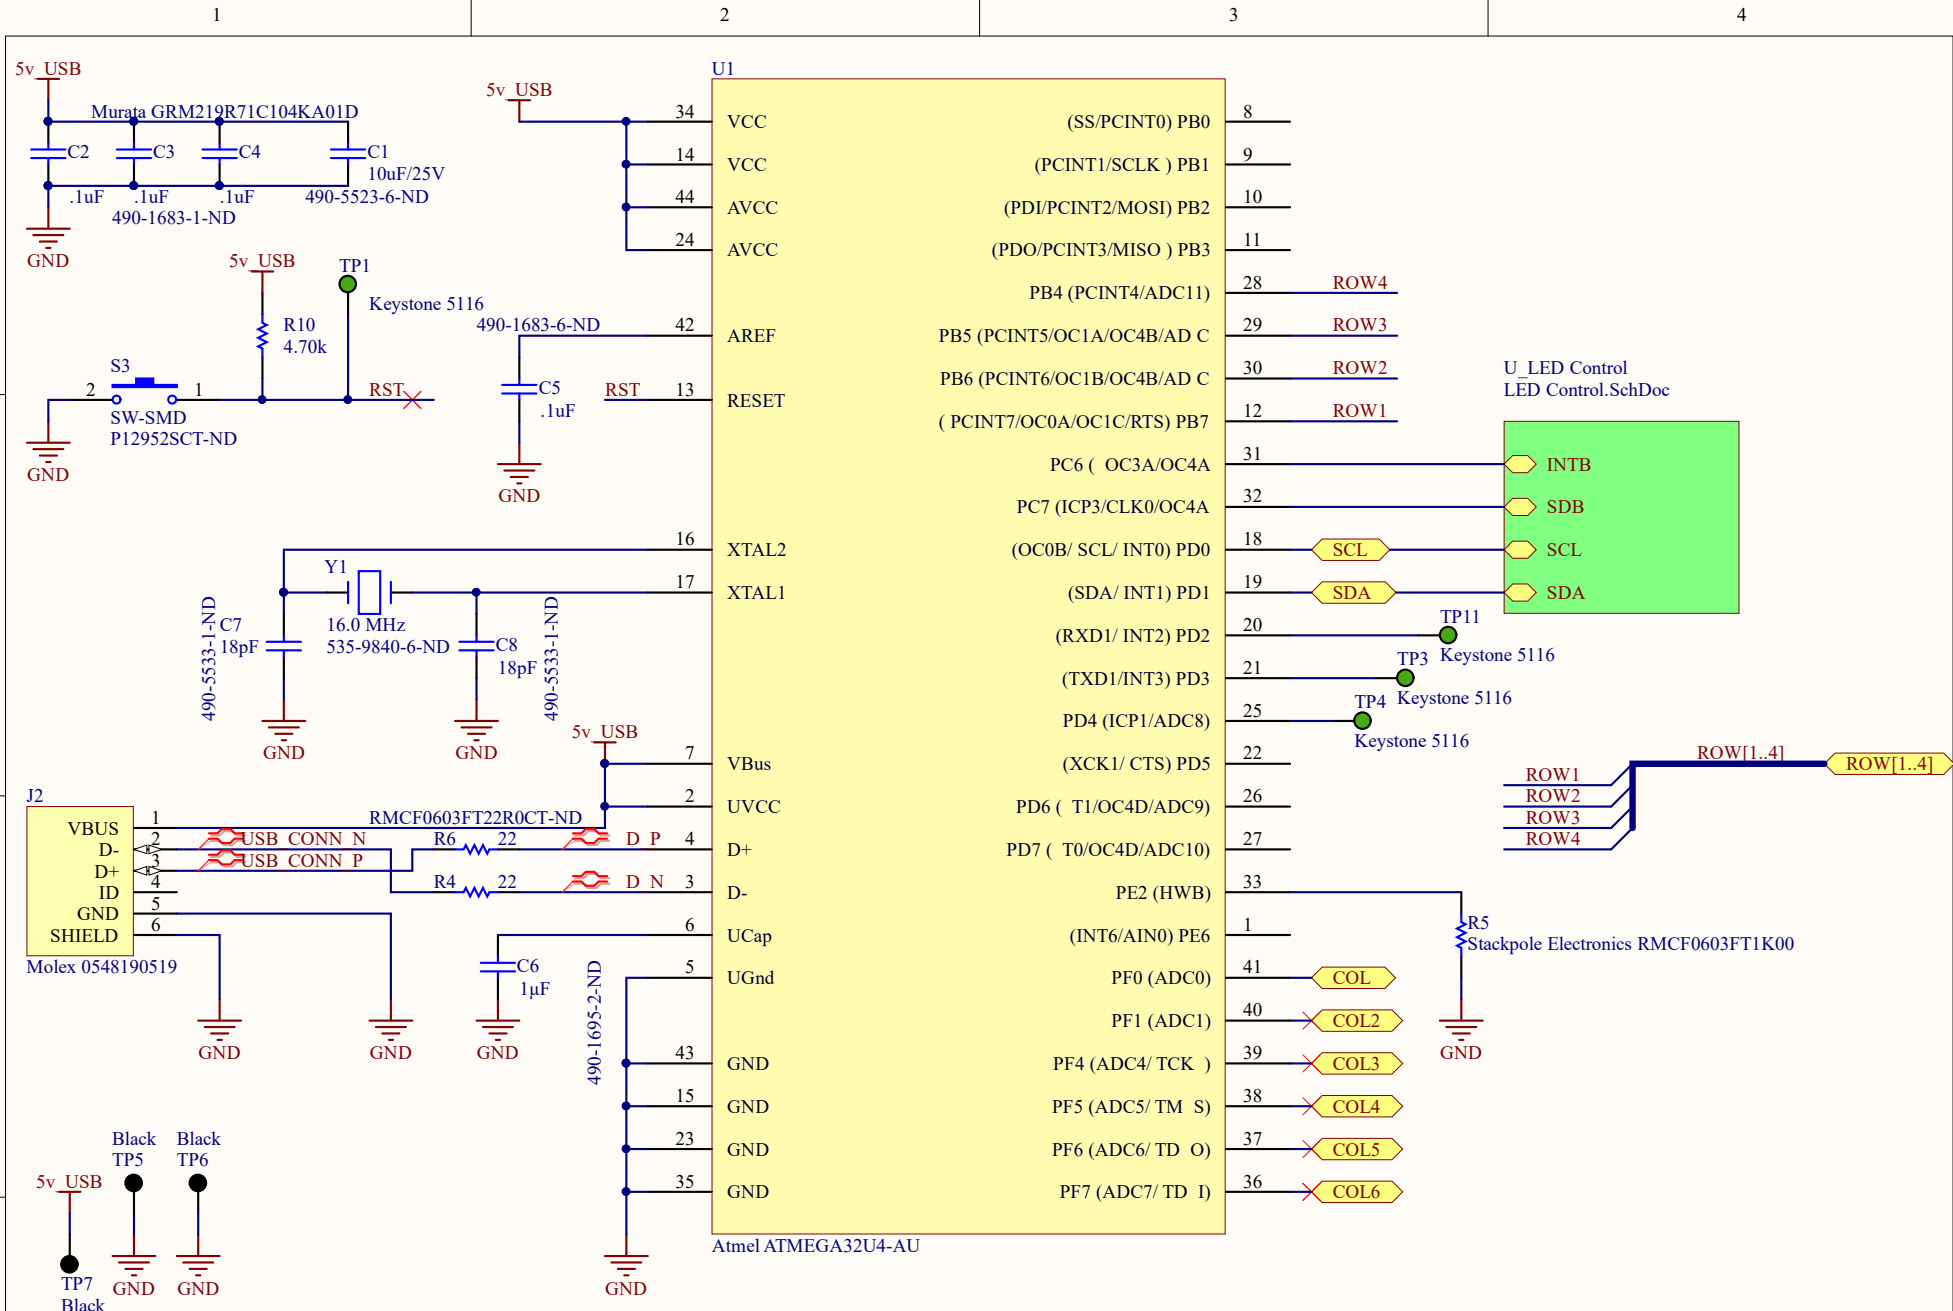 1
2
3
4
5v_USB
Murata GRM219R71C104KA01D
C2
C3
C4
C1
10uF/25V
.1uF
.1uF
.1uF
490-5523-6-ND
490-1683-1-ND
GND
5v_USB
TP1
Keystone 5116
R10
4.70k
S3
2
1
RST
SW-SMD
P12952SCT-ND
GND
5v_USB
490-1683-6-ND
C5
.1uF
GND
RST
Y1
16.0 MHz
535-9840-6-ND
C7
18pF
490-5533-1-ND
C8
18pF
490-5533-1-ND
GND
GND
5v_USB
J2
VBUS
D-
D+
ID
GND
SHIELD
1
2
3
4
5
6
Molex 0548190519
RMCF0603FT22R0CT-ND
USB_CONN_N
USB_CONN_P
R6
22
D_P
R4
22
D_N
GND
GND
C6
1µF
490-1695-2-ND
GND
Black
TP5
Black
TP6
5v_USB
TP7
Black
GND
GND
GND
U1
34 VCC
14 VCC
44 AVCC
24 AVCC
42 AREF
13 RESET
16 XTAL2
17 XTAL1
7 VBus
2 UVCC
4 D+
3 D-
6 UCap
5 UGnd
43 GND
15 GND
23 GND
35 GND
(SS/PCINT0) PB0 8
(PCINT1/SCLK ) PB1 9
(PDI/PCINT2/MOSI) PB2 10
(PDO/PCINT3/MISO ) PB3 11
PB4 (PCINT4/ADC11) 28 ROW4
PB5 (PCINT5/OC1A/OC4B/AD C 29 ROW3
PB6 (PCINT6/OC1B/OC4B/AD C 30 ROW2
( PCINT7/OC0A/OC1C/RTS) PB7 12 ROW1
PC6 ( OC3A/OC4A 31
PC7 (ICP3/CLK0/OC4A 32
(OC0B/ SCL/ INT0) PD0 18 SCL
(SDA/ INT1) PD1 19 SDA
(RXD1/ INT2) PD2 20
(TXD1/INT3) PD3 21
PD4 (ICP1/ADC8) 25
(XCK1/ CTS) PD5 22
PD6 ( T1/OC4D/ADC9) 26
PD7 ( T0/OC4D/ADC10) 27
PE2 (HWB) 33
(INT6/AIN0) PE6 1
PF0 (ADC0) 41 COL
PF1 (ADC1) 40 COL2
PF4 (ADC4/ TCK ) 39 COL3
PF5 (ADC5/ TM S) 38 COL4
PF6 (ADC6/ TD O) 37 COL5
PF7 (ADC7/ TD I) 36 COL6
Atmel ATMEGA32U4-AU
U_LED Control
LED Control.SchDoc
INTB
SDB
SCL
SDA
TP11
Keystone 5116
TP3
Keystone 5116
TP4
Keystone 5116
ROW1
ROW2
ROW3
ROW4
ROW[1..4]
ROW[1..4]
R5
Stackpole Electronics RMCF0603FT1K00
GND